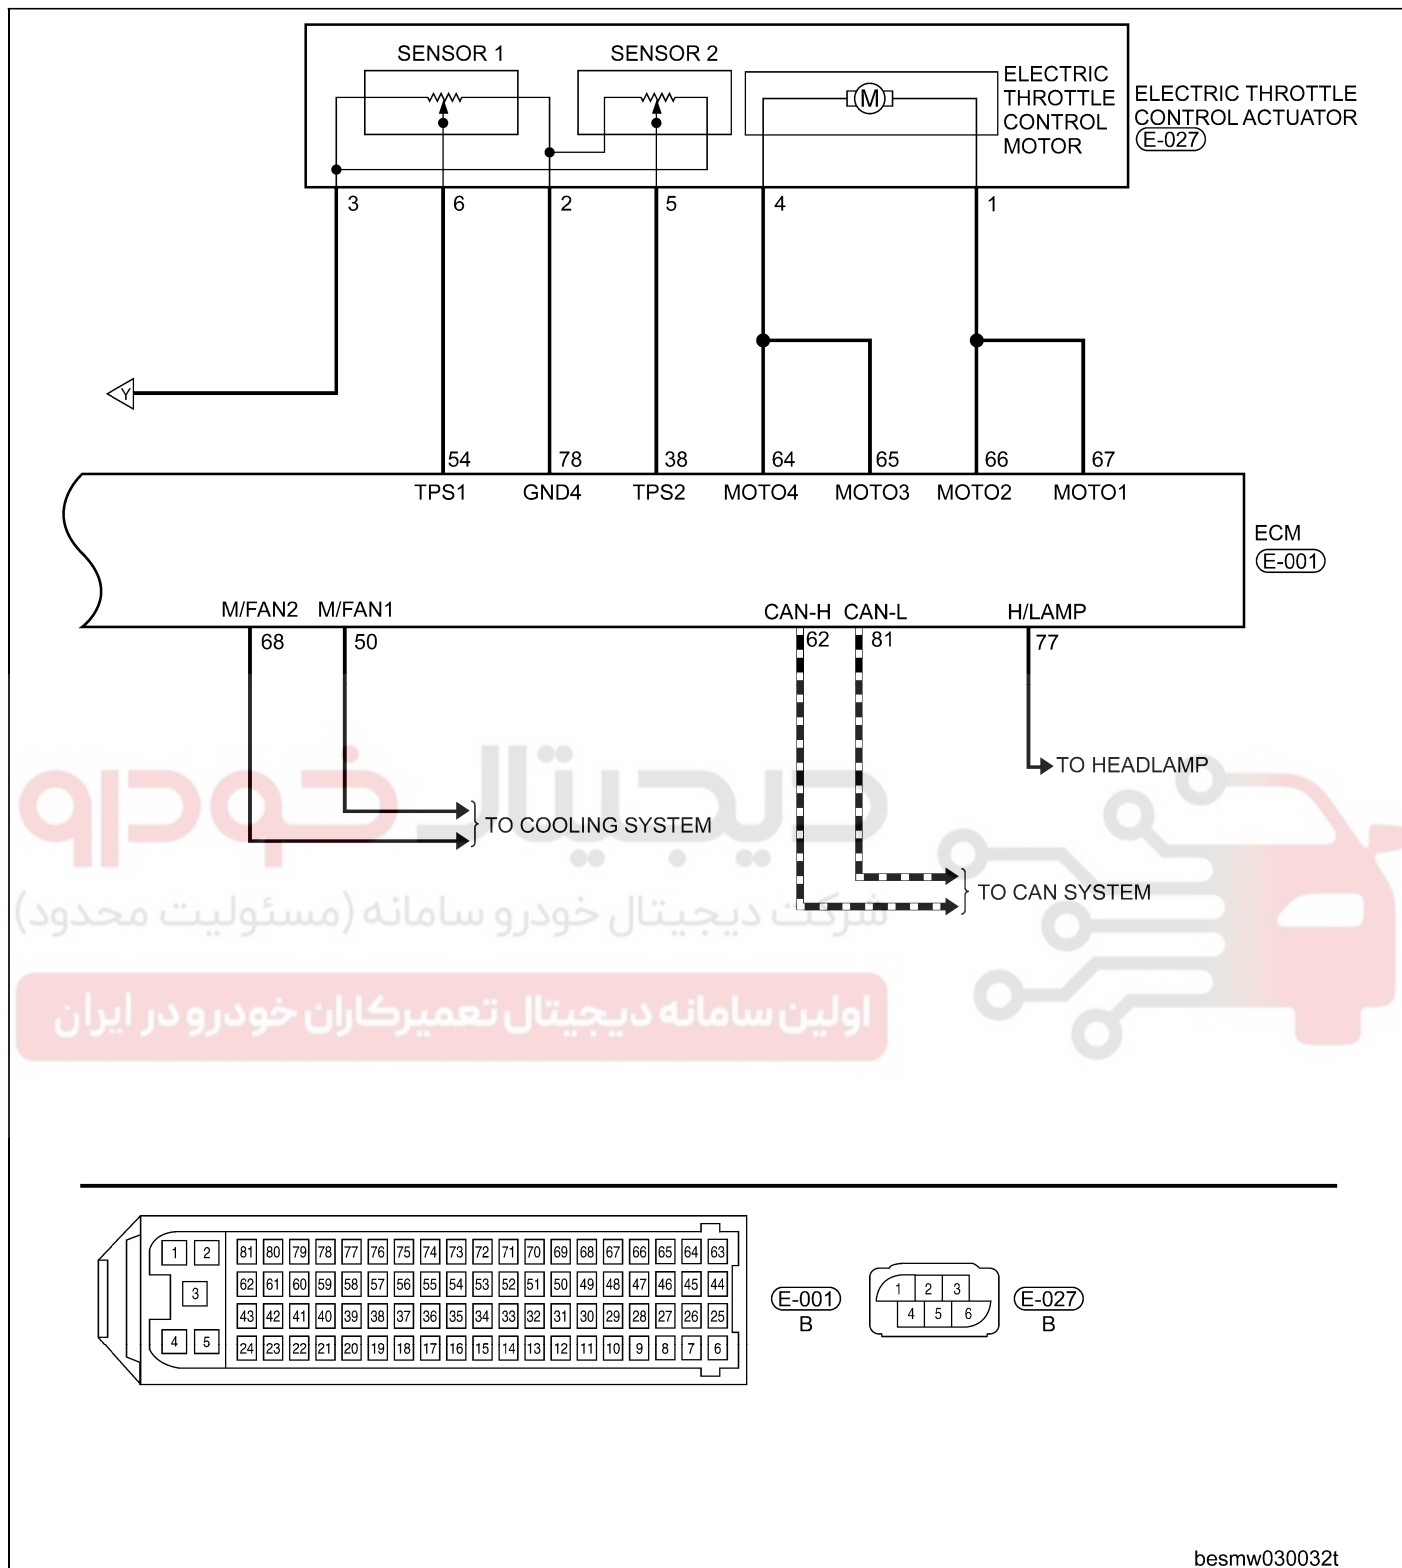 SENSOR 1
SENSOR 2
ELECTRIC
THROTTLE
CONTROL
MOTOR
M
ELECTRIC THROTTLE
CONTROL ACTUATOR
E-027
3 6 2 5 4 1
Y
54 78 38 64 65 66 67
TPS1 GND4 TPS2 MOTO4 MOTO3 MOTO2 MOTO1
ECM
E-001
M/FAN2 M/FAN1 CAN-H CAN-L H/LAMP
68 50 62 81 77
TO HEADLAMP
TO COOLING SYSTEM
TO CAN SYSTEM
دیجیتال خودرو
شرکت دیجیتال خودرو سامانه (مسئولیت محدود)
اولین سامانه دیجیتال تعمیرکاران خودرو در ایران
1 2 81 80 79 78 77 76 75 74 73 72 71 70 69 68 67 66 65 64 63
3 62 61 60 59 58 57 56 55 54 53 52 51 50 49 48 47 46 45 44
43 42 41 40 39 38 37 36 35 34 33 32 31 30 29 28 27 26 25
4 5 24 23 22 21 20 19 18 17 16 15 14 13 12 11 10 9 8 7 6
E-001
B
1 2 3
4 5 6
E-027
B
besmw030032t